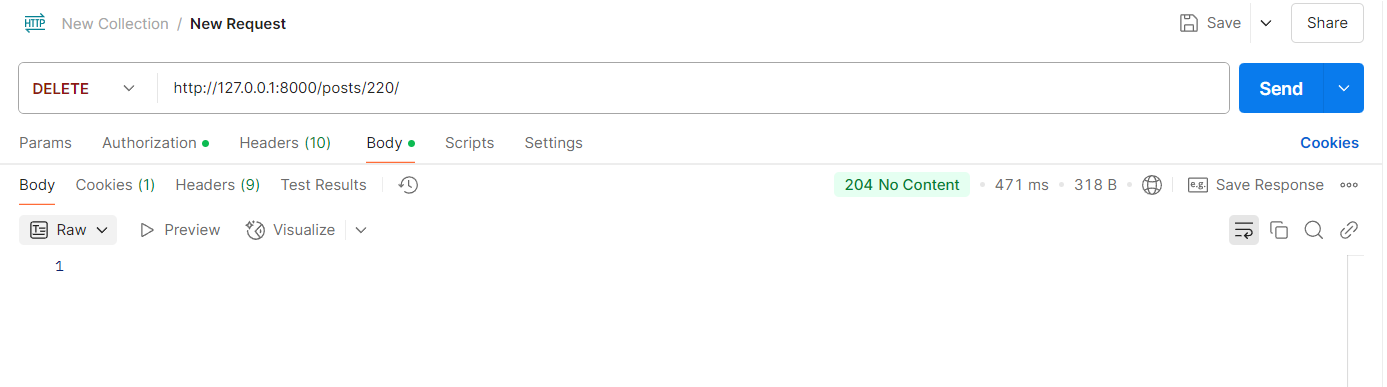 HTTP New Collection / New Request Save Share
DELETE http://127.0.0.1:8000/posts/220/ Send
Params Authorization Headers (10) Body Scripts Settings Cookies
Body Cookies (1) Headers (9) Test Results 204 No Content 471 ms 318 B e.g. Save Response
T Raw Preview Visualize
1